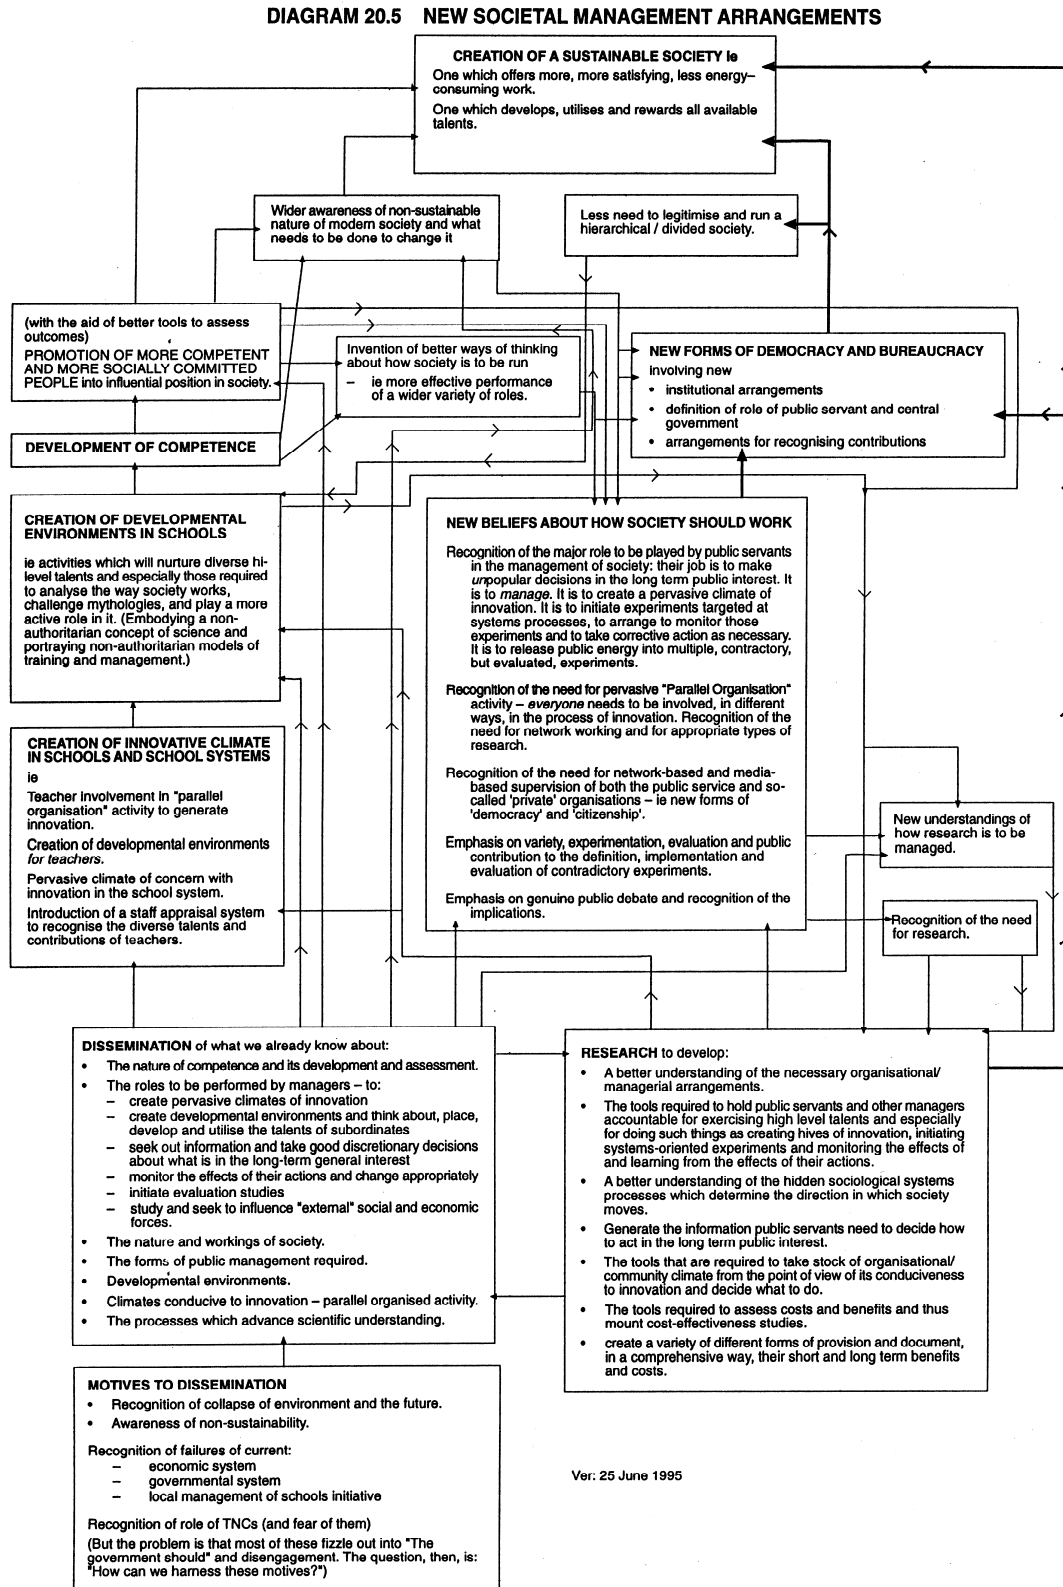 DIAGRAM 20.5 NEW SOCIETAL MANAGEMENT ARRANGEMENTS
CREATION OF A SUSTAINABLE SOCIETY ie
One which offers more, more satisfying, less energy–
consuming work.
One which develops, utilises and rewards all available
talents.
Wider awareness of non-sustainable
nature of modern society and what
needs to be done to change it
Less need to legitimise and run a
hierarchical / divided society.
(with the aid of better tools to assess
outcomes)
PROMOTION OF MORE COMPETENT
AND MORE SOCIALLY COMMITTED
PEOPLE into influential position in society.
Invention of better ways of thinking
about how society is to be run
– ie more effective performance
of a wider variety of roles.
NEW FORMS OF DEMOCRACY AND BUREAUCRACY
involving new
• institutional arrangements
• definition of role of public servant and central
government
• arrangements for recognising contributions
DEVELOPMENT OF COMPETENCE
CREATION OF DEVELOPMENTAL
ENVIRONMENTS IN SCHOOLS
ie activities which will nurture diverse hi-
level talents and especially those required
to analyse the way society works,
challenge mythologies, and play a more
active role in it. (Embodying a non-
authoritarian concept of science and
portraying non-authoritarian models of
training and management.)
NEW BELIEFS ABOUT HOW SOCIETY SHOULD WORK
Recognition of the major role to be played by public servants
in the management of society: their job is to make
unpopular decisions in the long term public interest. It
is to manage. It is to create a pervasive climate of
innovation. It is to initiate experiments targeted at
systems processes, to arrange to monitor those
experiments and to take corrective action as necessary.
It is to release public energy into multiple, contractory,
but evaluated, experiments.
Recognition of the need for pervasive "Parallel Organisation"
activity – everyone needs to be involved, in different
ways, in the process of innovation. Recognition of the
need for network working and for appropriate types of
research.
Recognition of the need for network-based and media-
based supervision of both the public service and so-
called 'private' organisations – ie new forms of
'democracy' and 'citizenship'.
Emphasis on variety, experimentation, evaluation and public
contribution to the definition, implementation and
evaluation of contradictory experiments.
Emphasis on genuine public debate and recognition of the
implications.
CREATION OF INNOVATIVE CLIMATE
IN SCHOOLS AND SCHOOL SYSTEMS
ie
Teacher involvement in "parallel
organisation" activity to generate
innovation.
Creation of developmental environments
for teachers.
Pervasive climate of concern with
innovation in the school system.
Introduction of a staff appraisal system
to recognise the diverse talents and
contributions of teachers.
New understandings of
how research is to be
managed.
Recognition of the need
for research.
DISSEMINATION of what we already know about:
• The nature of competence and its development and assessment.
• The roles to be performed by managers – to:
– create pervasive climates of innovation
– create developmental environments and think about, place,
develop and utilise the talents of subordinates
– seek out information and take good discretionary decisions
about what is in the long-term general interest
– monitor the effects of their actions and change appropriately
– initiate evaluation studies
– study and seek to influence "external" social and economic
forces.
• The nature and workings of society.
• The forms of public management required.
• Developmental environments.
• Climates conducive to innovation – parallel organised activity.
• The processes which advance scientific understanding.
RESEARCH to develop:
• A better understanding of the necessary organisational/
managerial arrangements.
• The tools required to hold public servants and other managers
accountable for exercising high level talents and especially
for doing such things as creating hives of innovation, initiating
systems-oriented experiments and monitoring the effects of
and learning from the effects of their actions.
• A better understanding of the hidden sociological systems
processes which determine the direction in which society
moves.
• Generate the information public servants need to decide how
to act in the long term public interest.
• The tools that are required to take stock of organisational/
community climate from the point of view of its conduciveness
to innovation and decide what to do.
• The tools required to assess costs and benefits and thus
mount cost-effectiveness studies.
• create a variety of different forms of provision and document,
in a comprehensive way, their short and long term benefits
and costs.
MOTIVES TO DISSEMINATION
• Recognition of collapse of environment and the future.
• Awareness of non-sustainability.
Recognition of failures of current:
– economic system
– governmental system
– local management of schools initiative
Recognition of role of TNCs (and fear of them)
(But the problem is that most of these fizzle out into "The
government should" and disengagement. The question, then, is:
"How can we harness these motives?")
Ver: 25 June 1995